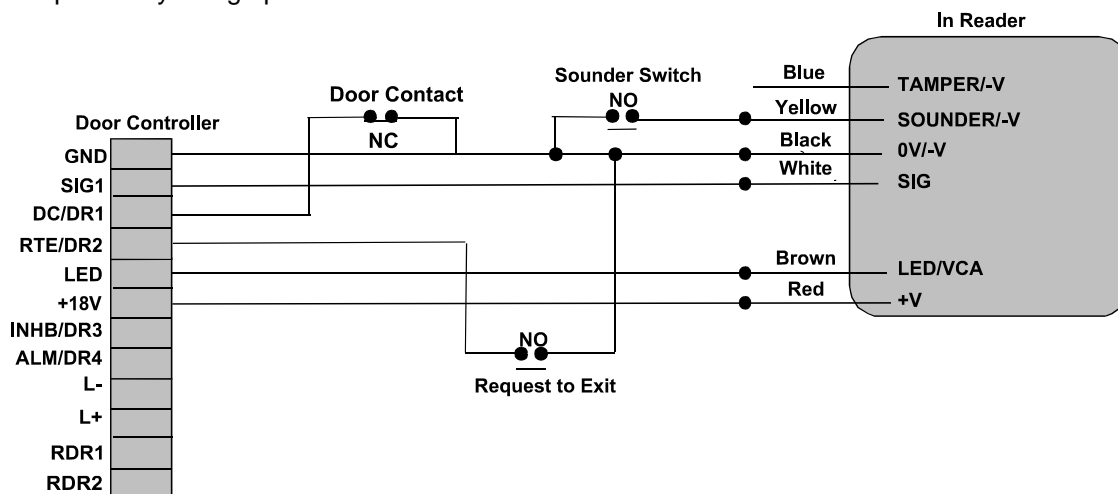 In Reader
Blue
TAMPER/-V
Sounder Switch
NO
Door Contact
NC
Yellow
SOUNDER/-V
Door Controller
Black
0V/-V
GND
White
SIG
SIG1
DC/DR1
RTE/DR2
Brown
LED/VCA
LED
Red
+V
+18V
INHB/DR3
NO
ALM/DR4
Request to Exit
L-
L+
RDR1
RDR2